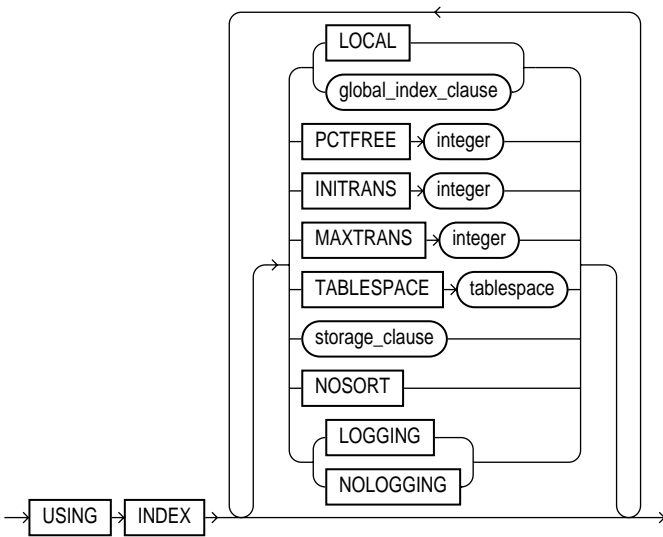 LOCAL
global_index_clause
PCTFREE integer
INITRANS integer
MAXTRANS integer
TABLESPACE tablespace
storage_clause
NOSORT
LOGGING
NOLOGGING
USING INDEX